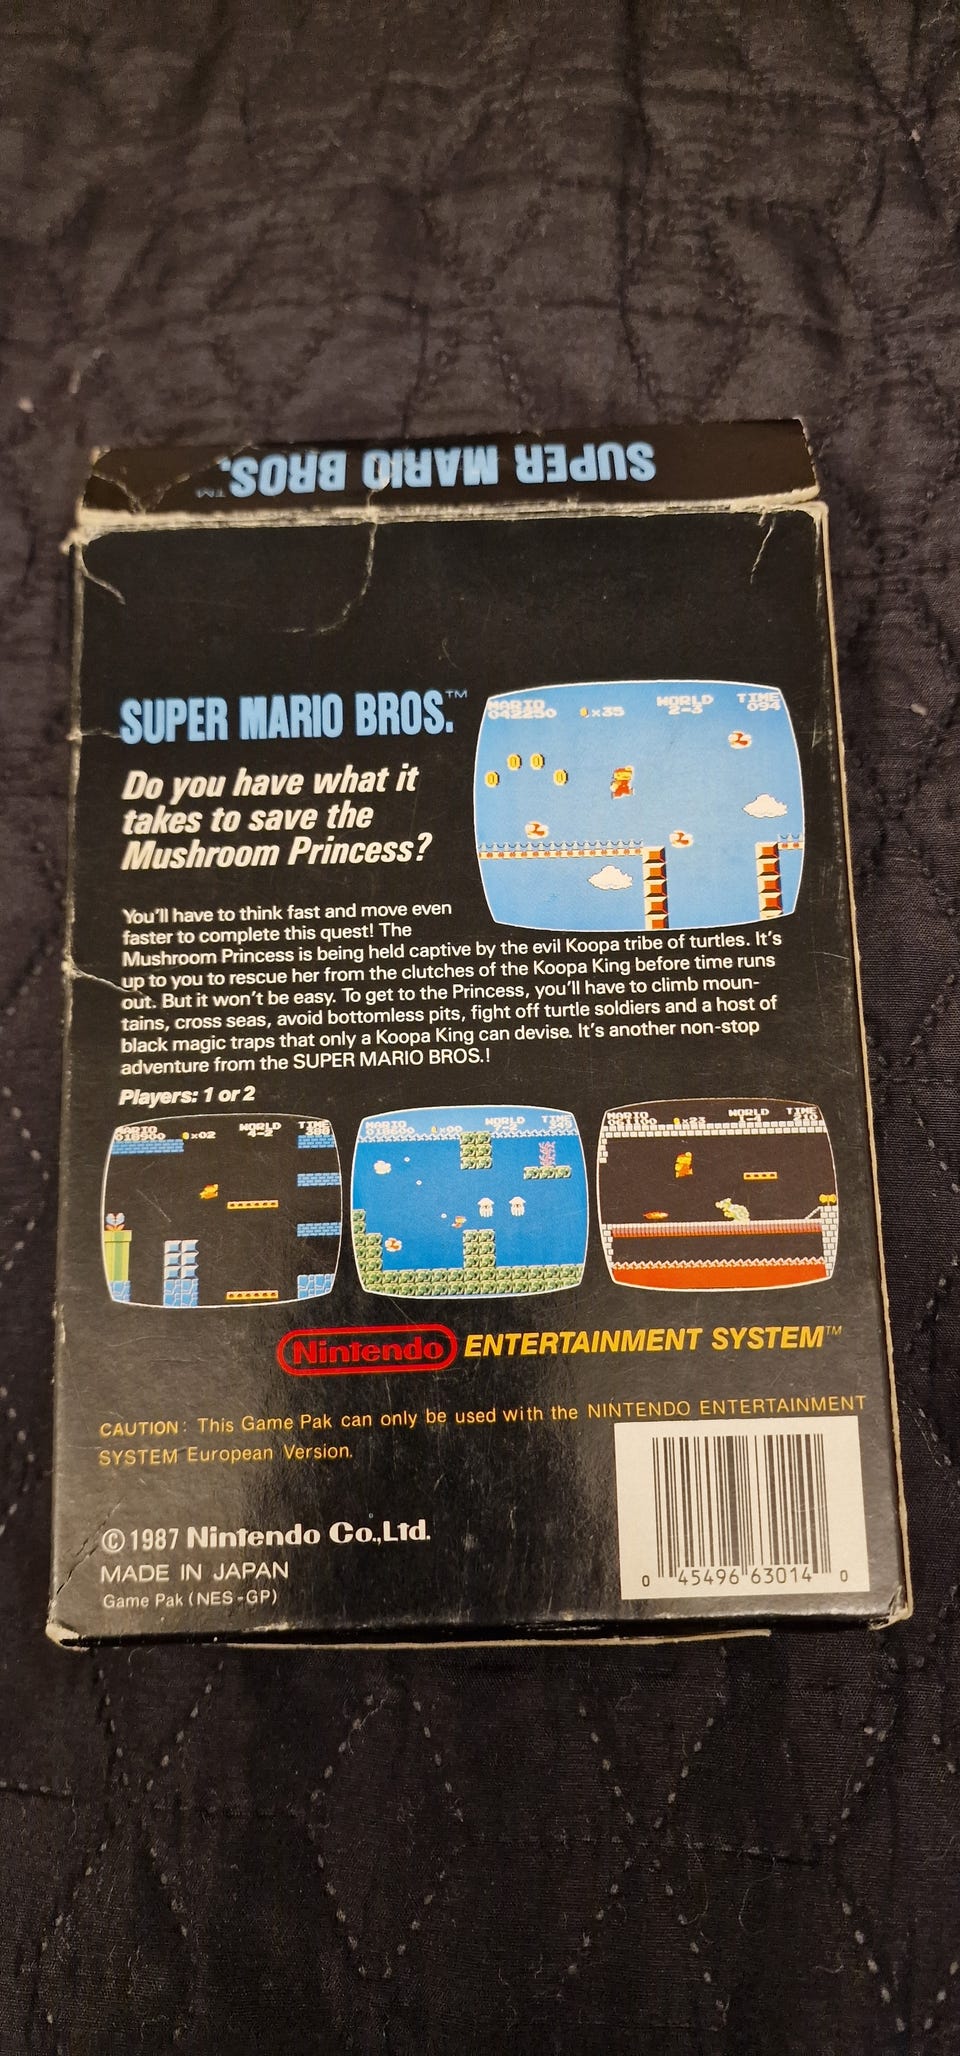 SUPER MARIO BROS.™
SUPER MARIO BROS.™
Do you have what it
takes to save the
Mushroom Princess?
MARIO WORLD TIME
042250 x35 2-3 094
You'll have to think fast and move even
faster to complete this quest! The
Mushroom Princess is being held captive by the evil Koopa tribe of turtles. It's
up to you to rescue her from the clutches of the Koopa King before time runs
out. But it won't be easy. To get to the Princess, you'll have to climb moun-
tains, cross seas, avoid bottomless pits, fight off turtle soldiers and a host of
black magic traps that only a Koopa King can devise. It's another non-stop
adventure from the SUPER MARIO BROS.!
Players: 1 or 2
MARIO WORLD TIME
018900 x02 4-2
MARIO WORLD TIME
x00 7-2
MARIO WORLD TIME
x23 210
Nintendo ENTERTAINMENT SYSTEM™
CAUTION: This Game Pak can only be used with the NINTENDO ENTERTAINMENT
SYSTEM European Version.
© 1987 Nintendo Co.,Ltd.
MADE IN JAPAN
Game Pak (NES-GP)
0 45496 63014 0